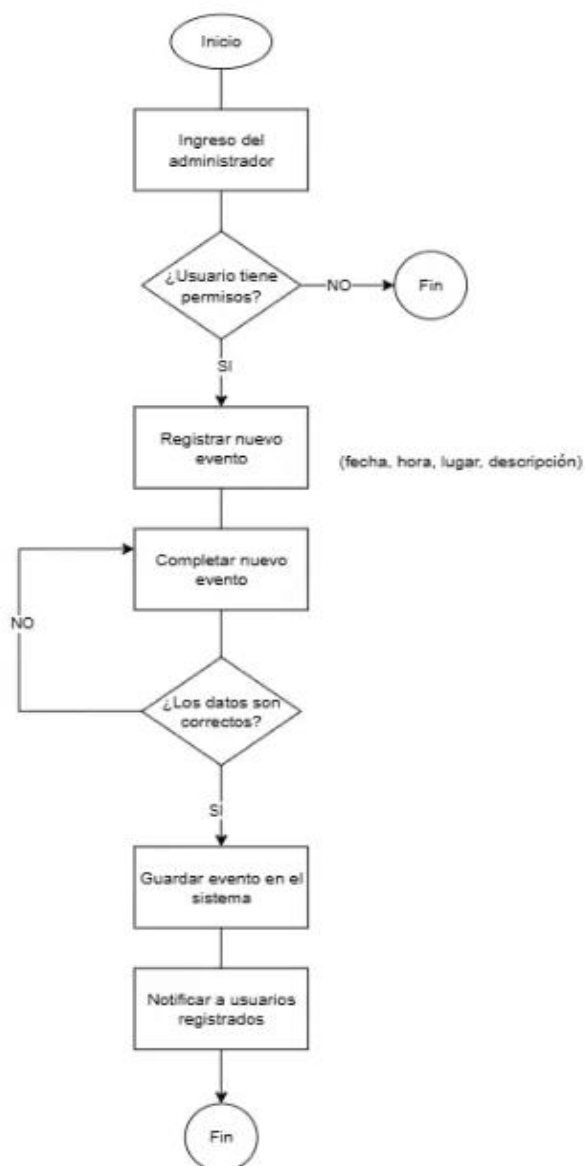 Inicio
Ingreso del
administrador
¿Usuario tiene
permisos?
NO
Fin
SI
Registrar nuevo
evento
(fecha, hora, lugar, descripción)
Completar nuevo
evento
NO
¿Los datos son
correctos?
SI
Guardar evento en el
sistema
Notificar a usuarios
registrados
Fin